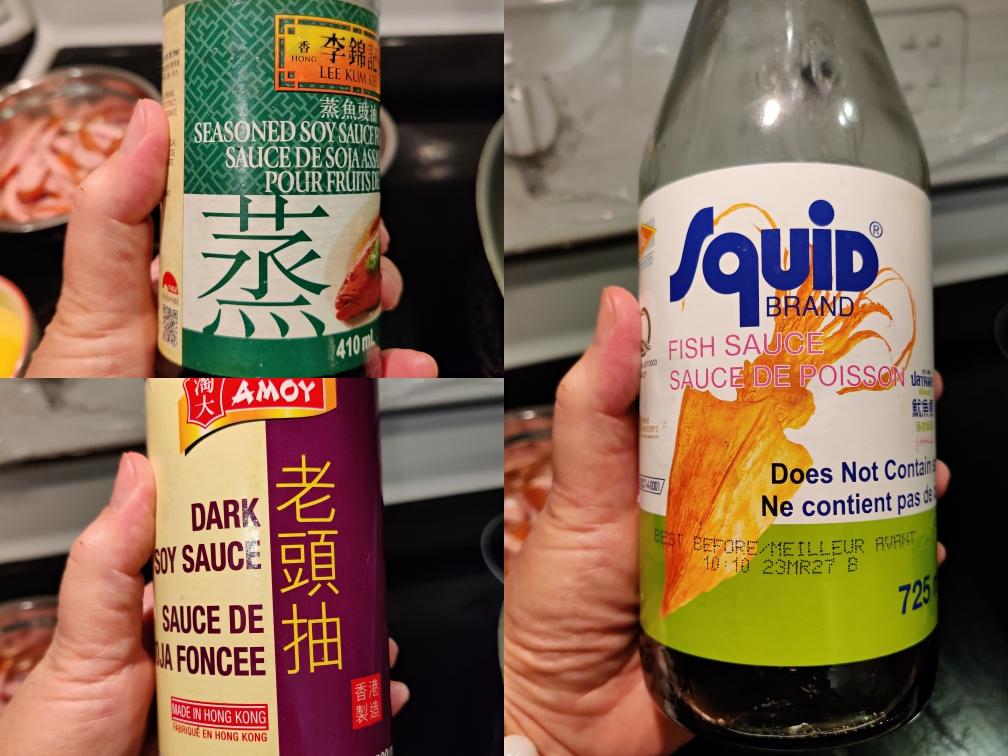 香
HONG
李錦記
LEE KUM KEE
蒸魚豉油
SEASONED SOY SAUCE
SAUCE DE SOJA
POUR FRUITS DE
蒸
410 mL
淘大
AMOY
DARK
SOY SAUCE
SAUCE DE
SOJA FONCEE
老頭抽
MADE IN HONG KONG
FABRIQUÉ EN HONG KONG
香港
製造
SQUID®
BRAND
FISH SAUCE
SAUCE DE POISSON
Does Not Contain
Ne contient pas de
BEST BEFORE/MEILLEUR AVANT
10:10 23MR27 B
725